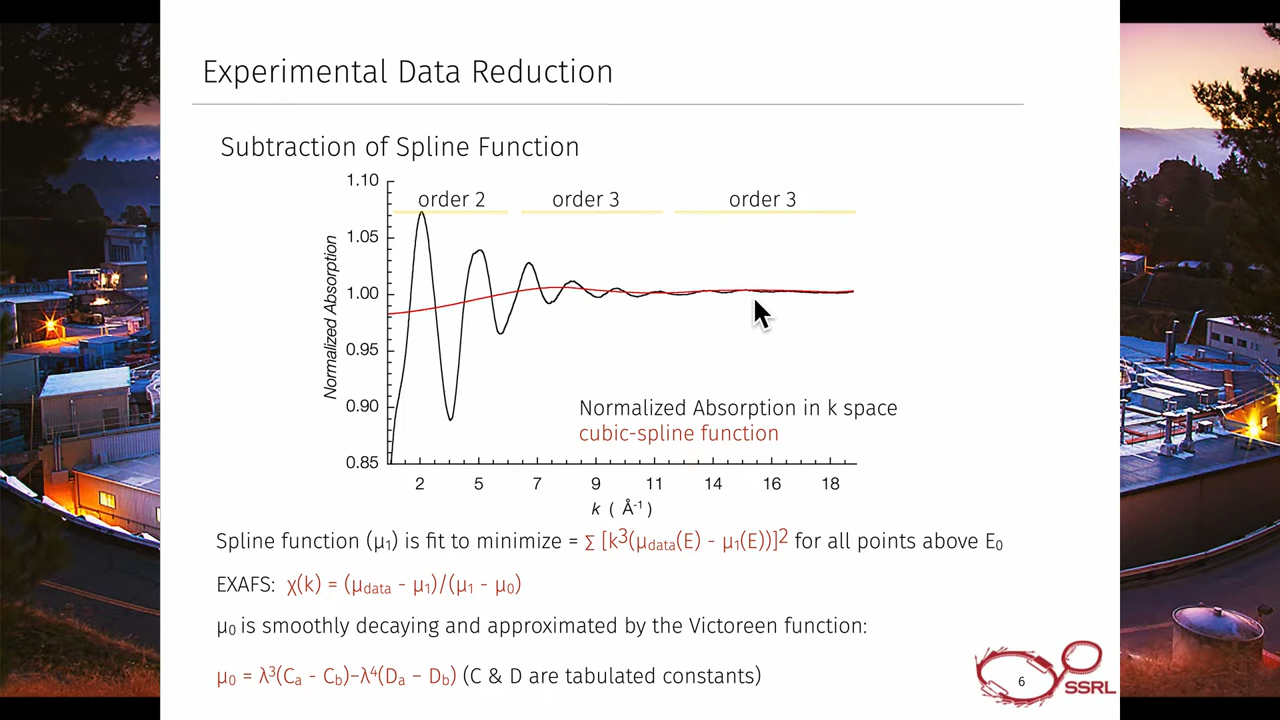 Experimental Data Reduction
Subtraction of Spline Function
1.10
1.05
1.00
0.95
0.90
0.85
Normalized Absorption
order 2
order 3
order 3
Normalized Absorption in k space
cubic-spline function
2 5 7 9 11 14 16 18
k ( Å⁻¹)
Spline function (μ₁) is fit to minimize = Σ [k³(μdata(E) - μ₁(E))]² for all points above E₀
EXAFS: χ(k) = (μdata - μ₁)/(μ₁ - μ₀)
μ₀ is smoothly decaying and approximated by the Victoreen function:
μ₀ = λ³(Ca - Cb)–λ⁴(Da – Db) (C & D are tabulated constants)
6
SSRL